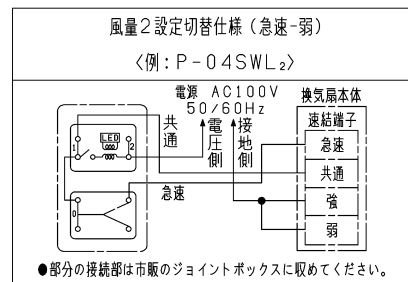 風量2設定切替仕様(急速-弱)
〈例:P-04SWL₂〉
電源 AC100V
50/60Hz
換気扇本体
速結端子
急速
共通
強
弱
共通
電圧側
接地側
LED
1
2
急速
0
●部分の接続部は市販のジョイントボックスに収めてください。